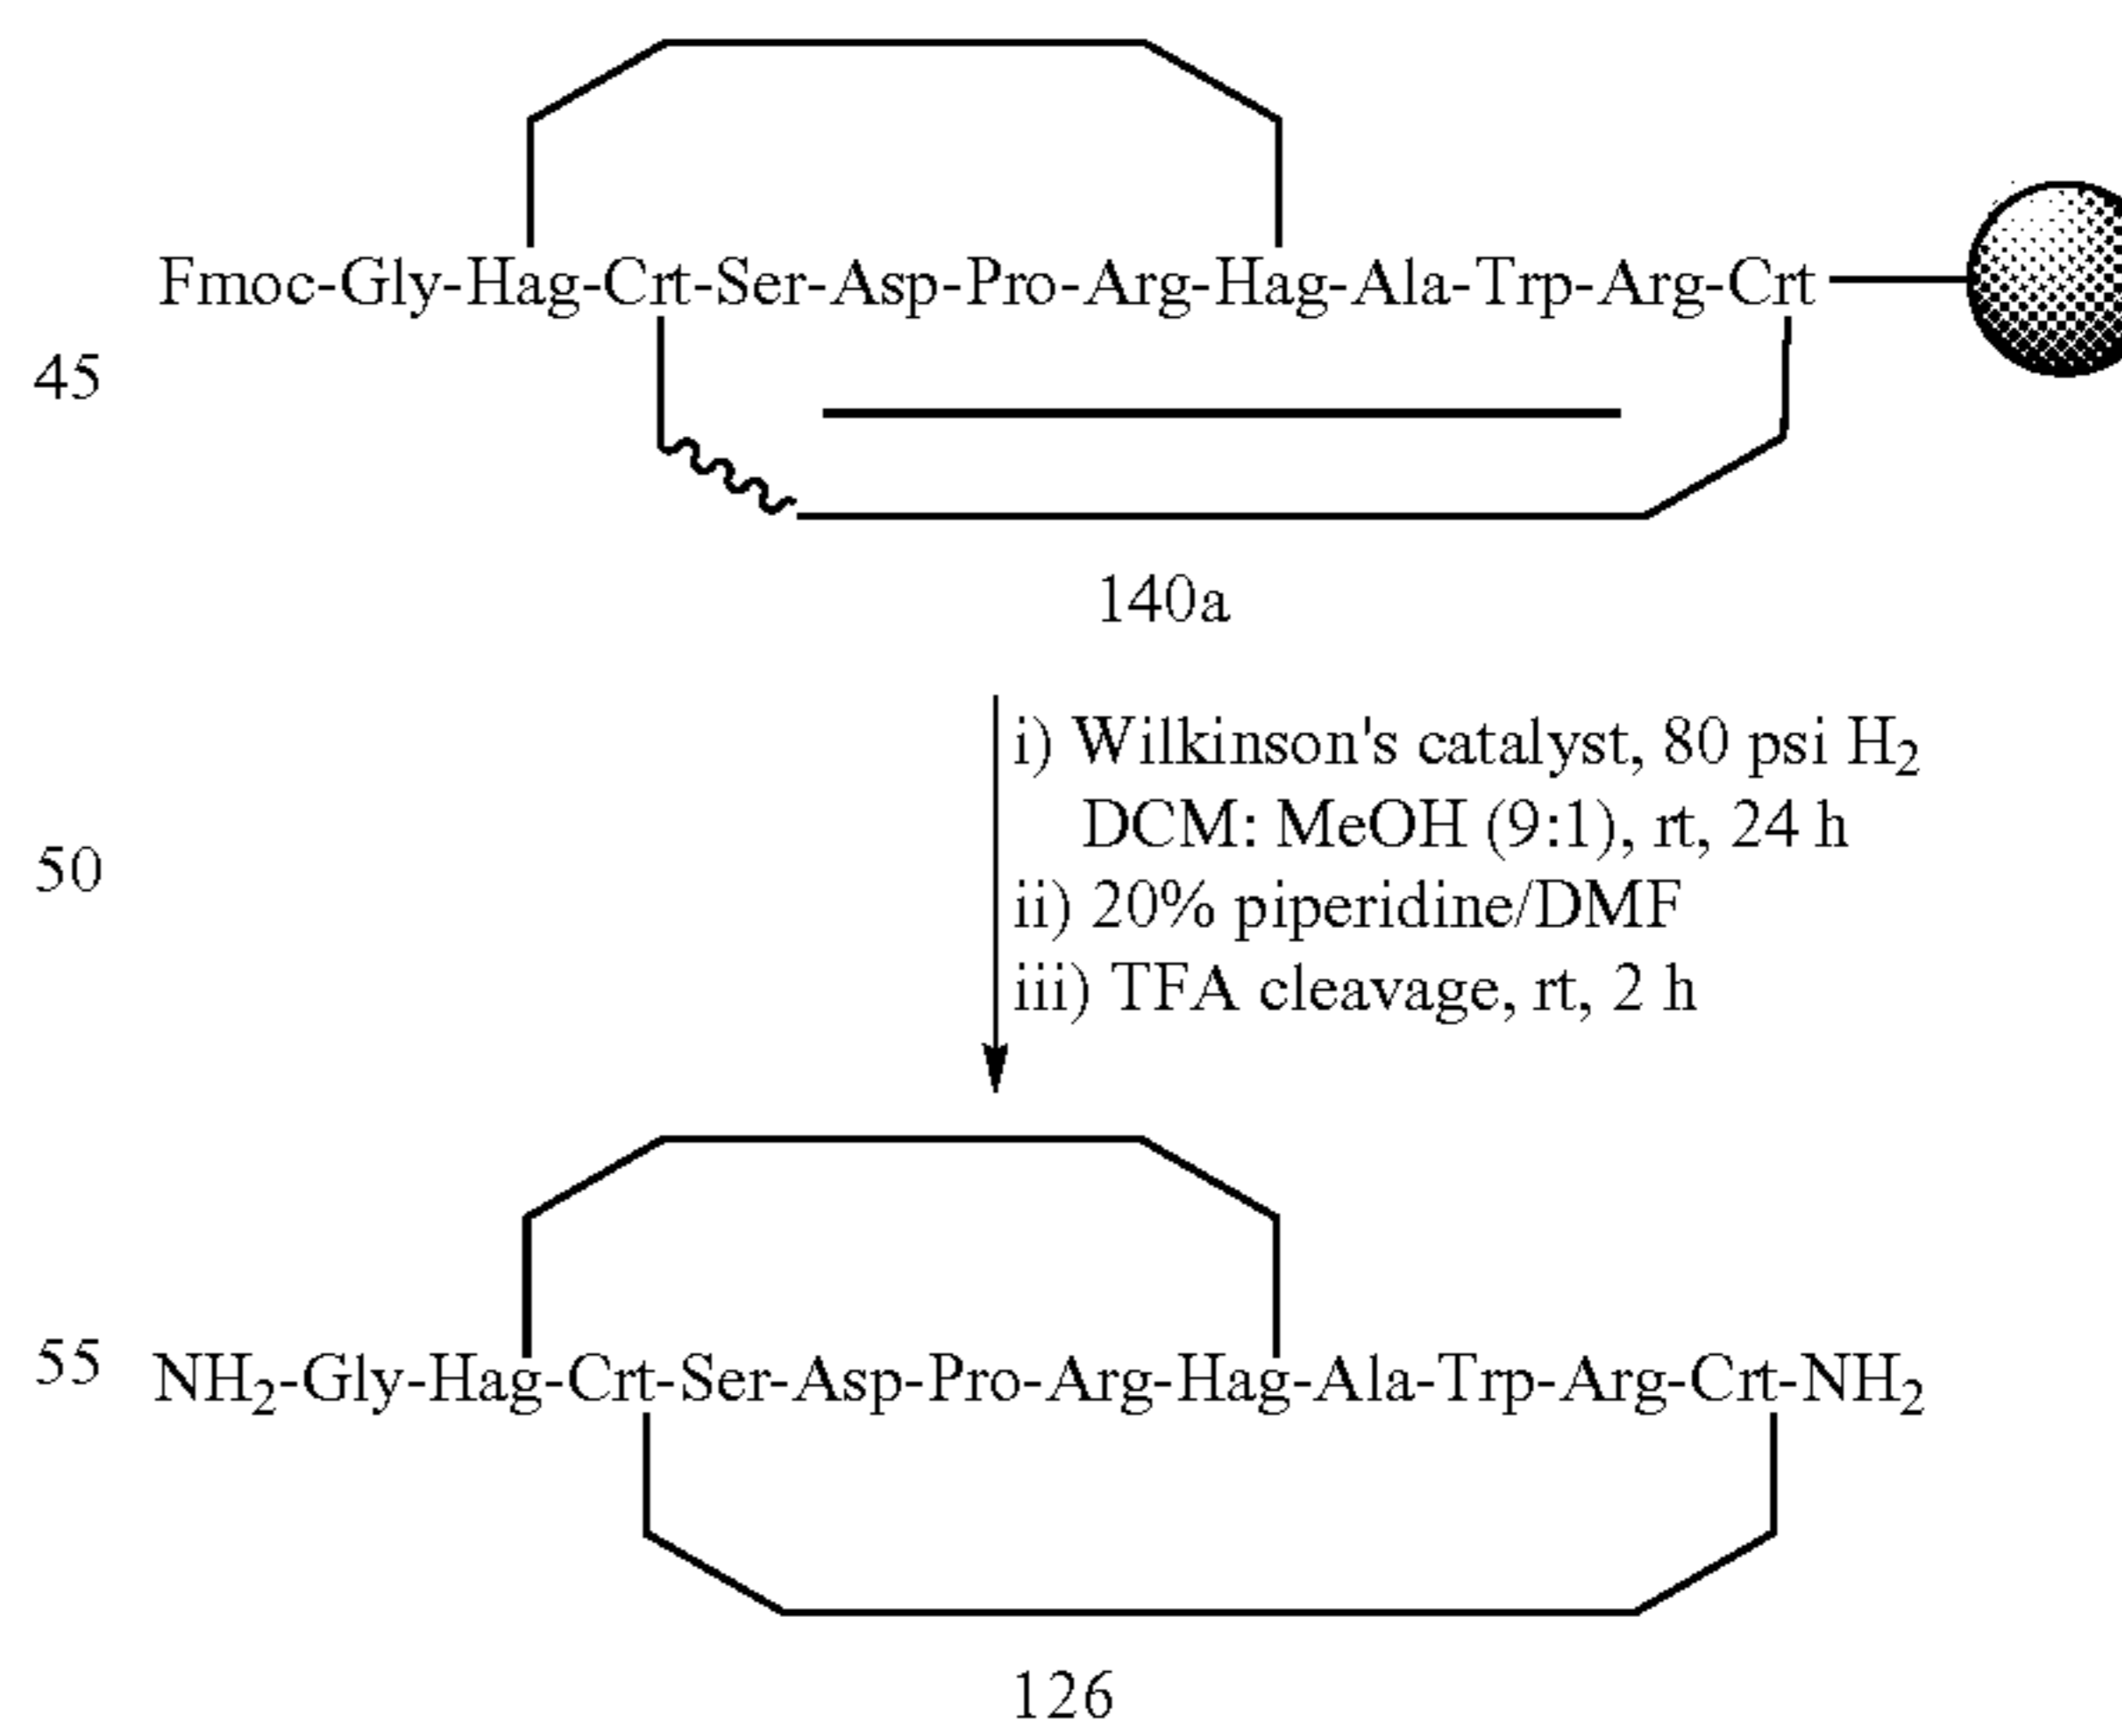 Fmoc-Gly-Hag-Crt-Ser-Asp-Pro-Arg-Hag-Ala-Trp-Arg-Crt
45
140a
i) Wilkinson's catalyst, 80 psi H₂
DCM: MeOH (9:1), rt, 24 h
50
ii) 20% piperidine/DMF
iii) TFA cleavage, rt, 2 h
55 NH₂-Gly-Hag-Crt-Ser-Asp-Pro-Arg-Hag-Ala-Trp-Arg-Crt-NH₂
126